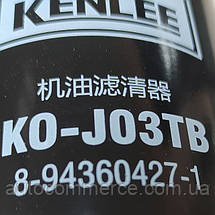 KENLEE
机油滤清器
KO-J03TB
8-94360427-1
autocommerce.com.ua